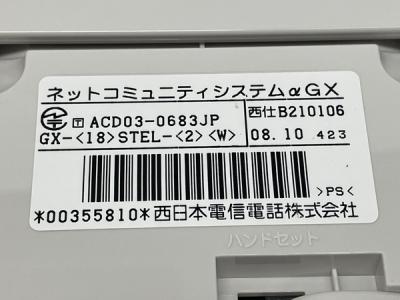 ネットコミュニティシステムαGX
T ACD03-0683JP 西仕B210106
GX-<18>STEL-<2><W> 08.10 423
>PS<
*00355810*西日本電信電話株式会社
ハンドセット